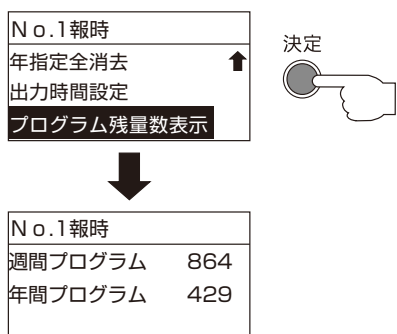 No.1報時
年指定全消去
出力時間設定
プログラム残量数表示
決定
No.1報時
週間プログラム 864
年間プログラム 429